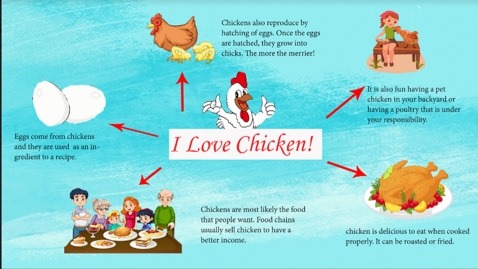 Chickens also reproduce by
hatching of eggs. Once the eggs
are hatched, they grow into
chicks. The more the merrier!
It is also fun having a pet
chicken in your backyard or
having a poultry that is under
your responsibility.
Eggs come from chickens
and they are used as an in-
gredient to a recipe.
I Love Chicken!
Chickens are most likely the food
that people want. Food chains
usually sell chicken to have a
better income.
chicken is delicious to eat when cooked
properly. It can be roasted or fried.